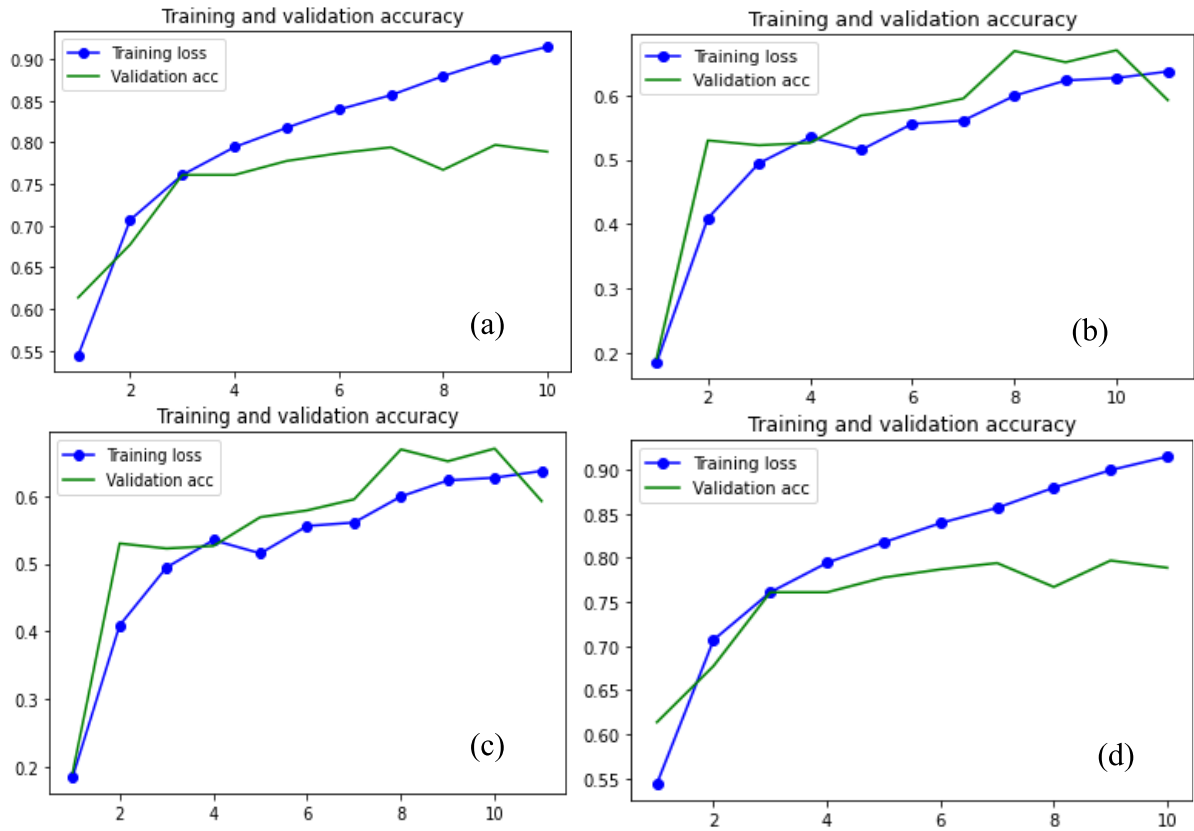 Training and validation accuracy
Training loss
Validation acc
0.90
0.85
0.80
0.75
0.70
0.65
0.60
0.55
2 4 6 8 10
(a)
Training and validation accuracy
Training loss
Validation acc
0.6
0.5
0.4
0.3
0.2
2 4 6 8 10
(b)
Training and validation accuracy
Training loss
Validation acc
0.6
0.5
0.4
0.3
0.2
2 4 6 8 10
(c)
Training and validation accuracy
Training loss
Validation acc
0.90
0.85
0.80
0.75
0.70
0.65
0.60
0.55
2 4 6 8 10
(d)